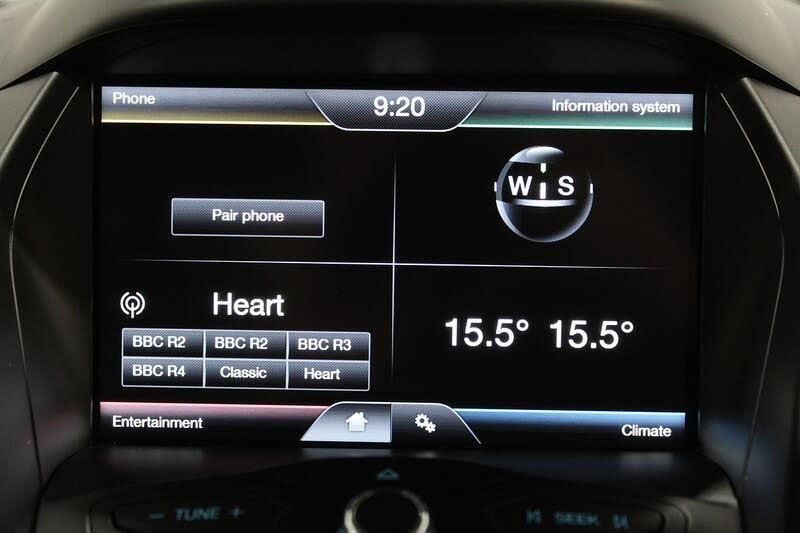 Phone
9:20
Information system
Pair phone
W S
Heart
BBC R2 BBC R2 BBC R3
BBC R4 Classic Heart
15.5° 15.5°
Entertainment
Climate
– TUNE +
SEEK